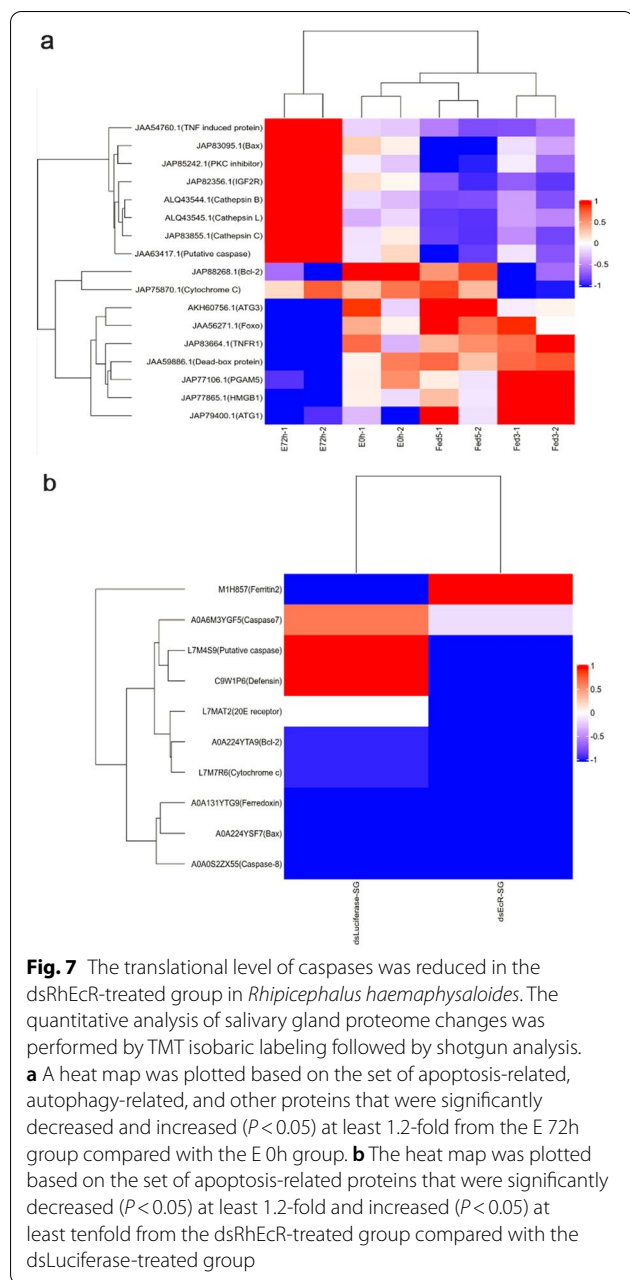 a
JAA54760.1(TNF induced protein)
JAP83095.1(Bax)
JAP85242.1(PKC inhibitor)
JAP82356.1(IGF2R)
ALQ43544.1(Cathepsin B)
ALQ43545.1(Cathepsin L)
JAP83855.1(Cathepsin C)
JAA63417.1(Putative caspase)
JAP88268.1(Bcl-2)
JAP75870.1(Cytochrome C)
AKH60756.1(ATG3)
JAA56271.1(Foxo)
JAP83664.1(TNFR1)
JAA59886.1(Dead-box protein)
JAP77106.1(PGAM5)
JAP77865.1(HMGB1)
JAP79400.1(ATG1)
1
0.5
0
-0.5
-1
E72h-1
E72h-2
E0h-1
E0h-2
Fed5-1
Fed5-2
Fed3-1
Fed3-2
b
M1H857(Ferritin2)
A0A6M3YGF5(Caspase7)
L7M4S9(Putative caspase)
C9W1P6(Defensin)
L7MAT2(20E receptor)
A0A224YTA9(Bcl-2)
L7M7R6(Cytochrome c)
A0A131YTG9(Ferredoxin)
A0A224YSF7(Bax)
A0A0S2ZX55(Caspase-8)
1
0.5
0
-0.5
-1
dsLuciferase-SG
dsEcR-SG
Fig. 7 The translational level of caspases was reduced in the
dsRhEcR-treated group in Rhipicephalus haemaphysaloides. The
quantitative analysis of salivary gland proteome changes was
performed by TMT isobaric labeling followed by shotgun analysis.
a A heat map was plotted based on the set of apoptosis-related,
autophagy-related, and other proteins that were significantly
decreased and increased (P < 0.05) at least 1.2-fold from the E 72h
group compared with the E 0h group. b The heat map was plotted
based on the set of apoptosis-related proteins that were significantly
decreased (P < 0.05) at least 1.2-fold and increased (P < 0.05) at
least tenfold from the dsRhEcR-treated group compared with the
dsLuciferase-treated group